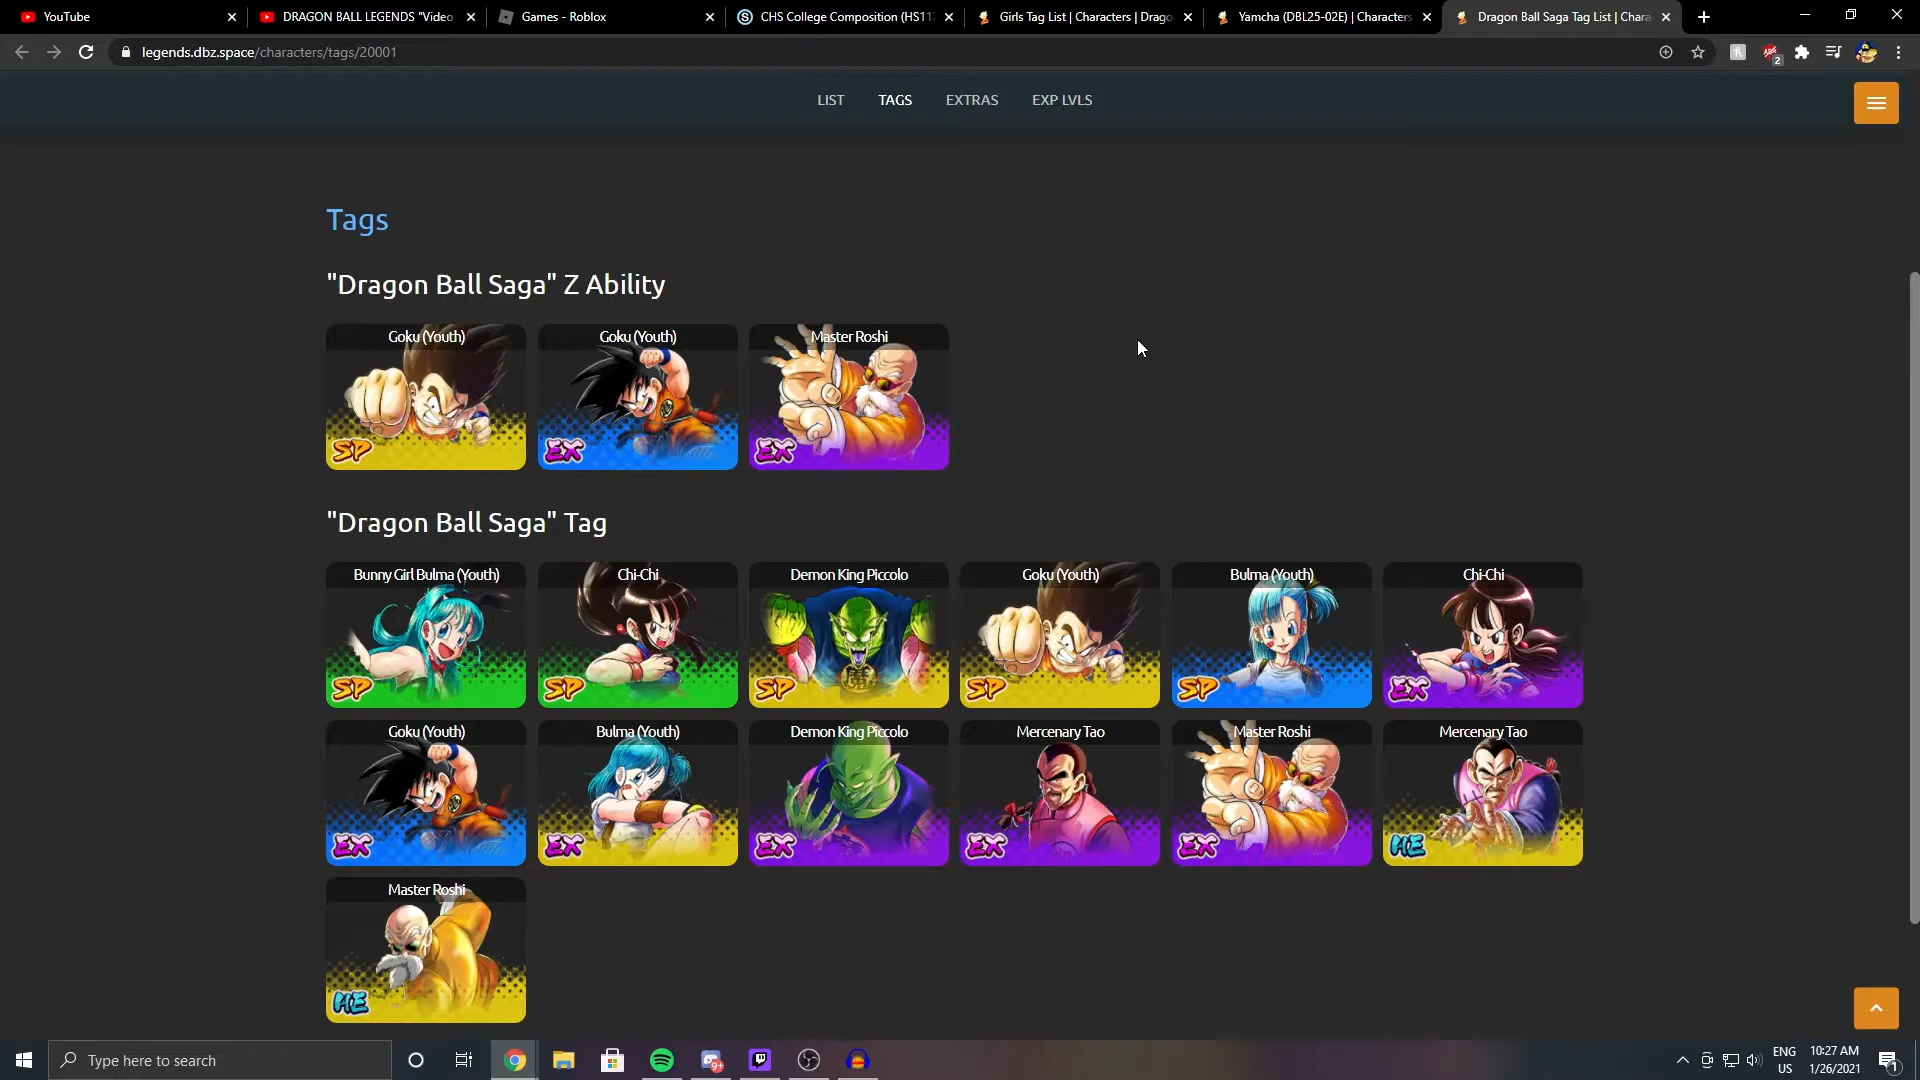 YouTube
DRAGON BALL LEGENDS "Video
Games - Roblox
CHS College Composition (HS112
Girls Tag List | Characters | Drago
Yamcha (DBL25-02E) | Characters
Dragon Ball Saga Tag List | Chara
legends.dbz.space/characters/tags/20001
2
LIST TAGS EXTRAS EXP LVLS
Tags
"Dragon Ball Saga" Z Ability
Goku (Youth) Goku (Youth) Master Roshi
SP EX EX
"Dragon Ball Saga" Tag
Bunny Girl Bulma (Youth) Chi-Chi Demon King Piccolo Goku (Youth) Bulma (Youth) Chi-Chi
SP SP SP SP SP EX
Goku (Youth) Bulma (Youth) Demon King Piccolo Mercenary Tao Master Roshi Mercenary Tao
EX EX EX EX EX HE
Master Roshi
HE
Type here to search
9+
ENG
US
10:27 AM
1/26/2021
1